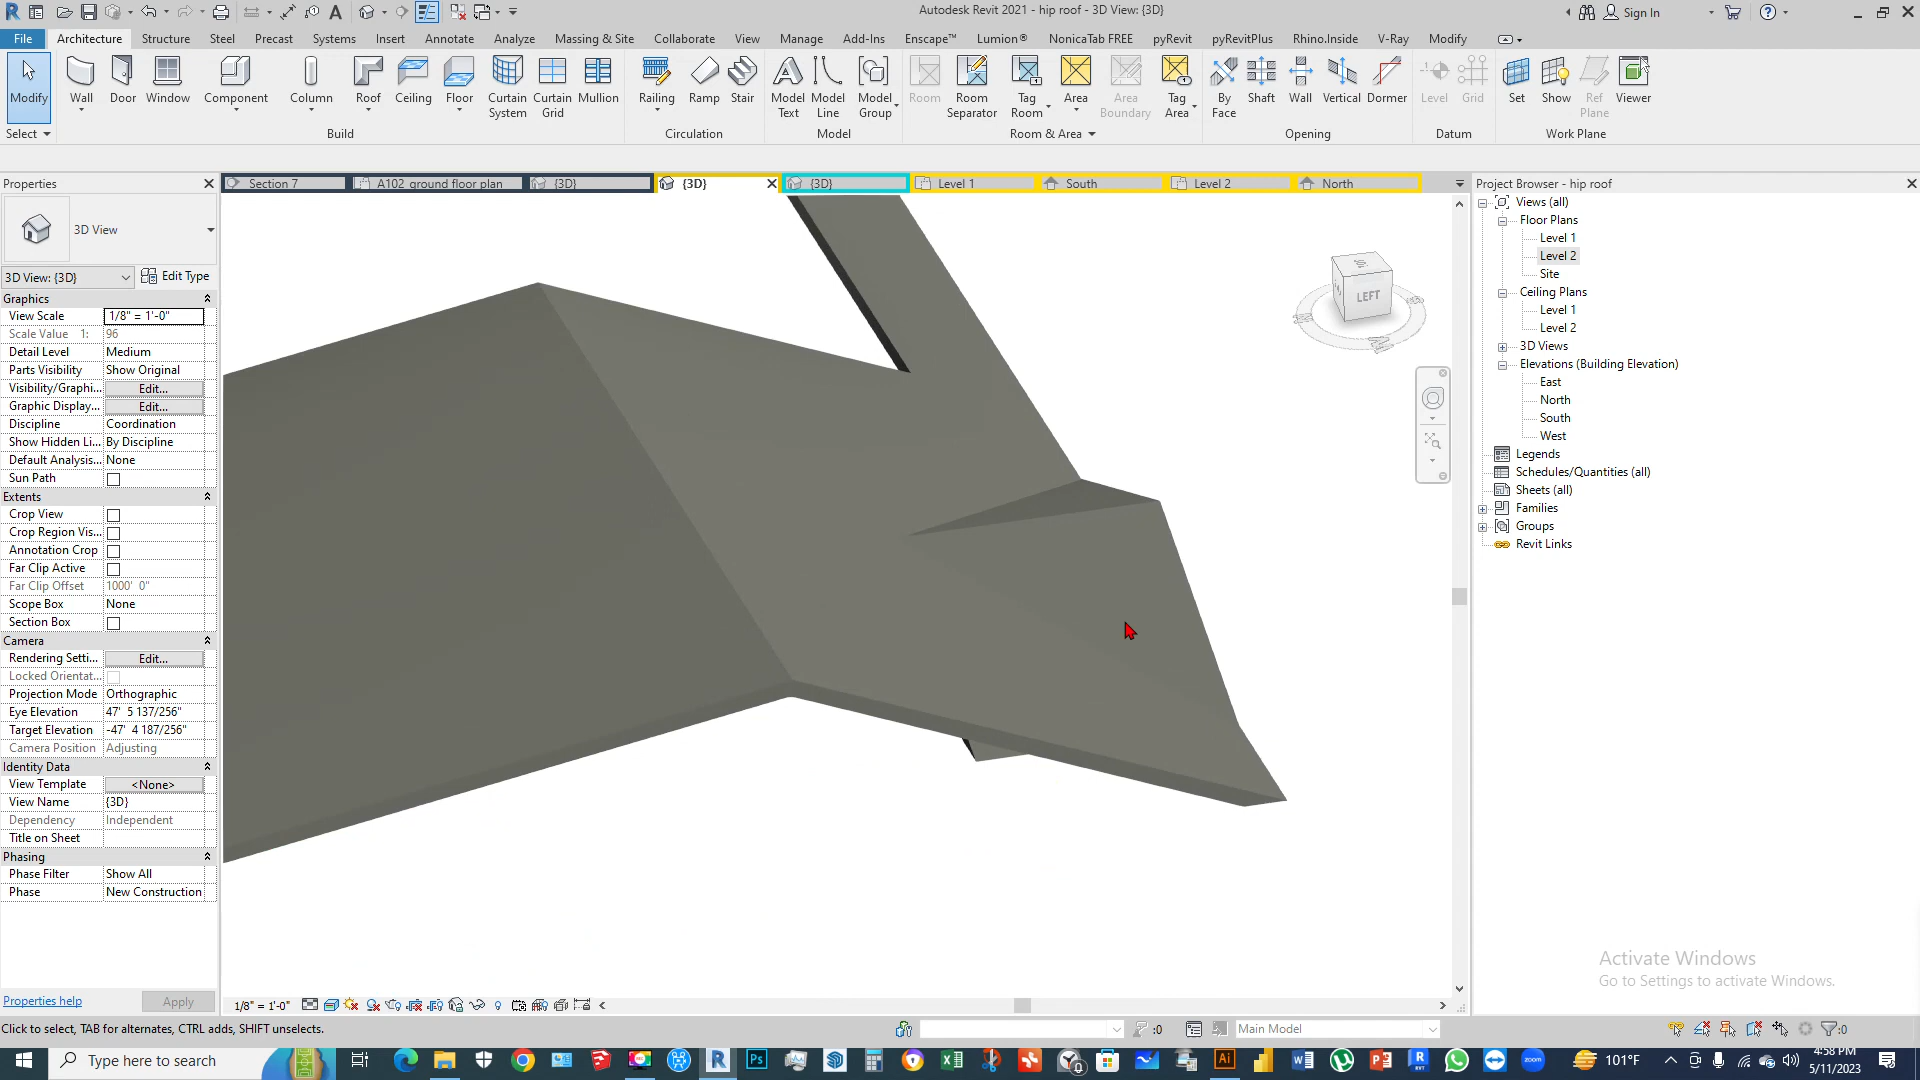 Autodesk Revit 2021 - hip roof - 3D View: {3D}
Sign In
File Architecture Structure Steel Precast Systems Insert Annotate Analyze Massing & Site Collaborate View Manage Add-Ins Enscape™ Lumion® NonicaTab FREE pyRevit pyRevitPlus Rhino.Inside V-Ray Modify
Modify Wall Door Window Component Column Roof Ceiling Floor Curtain System Curtain Grid Mullion Railing Ramp Stair Model Text Model Line Model Group Room Room Separator Tag Room Area Area Boundary Tag Area By Face Shaft Wall Vertical Dormer Level Grid Set Show Ref Plane Viewer
Select Build Circulation Model Room & Area Opening Datum Work Plane
Properties
Section 7 A102 ground floor plan {3D} {3D} {3D} Level 1 South Level 2 North
Project Browser - hip roof
3D View
3D View: {3D} Edit Type
Graphics
View Scale 1/8" = 1'-0"
Scale Value 1: 96
Detail Level Medium
Parts Visibility Show Original
Visibility/Graphi... Edit...
Graphic Display... Edit...
Discipline Coordination
Show Hidden Li... By Discipline
Default Analysis... None
Sun Path
Extents
Crop View
Crop Region Vis...
Annotation Crop
Far Clip Active
Far Clip Offset 1000' 0"
Scope Box None
Section Box
Camera
Rendering Setti... Edit...
Locked Orientat...
Projection Mode Orthographic
Eye Elevation 47' 5 137/256"
Target Elevation -47' 4 187/256"
Camera Position Adjusting
Identity Data
View Template <None>
View Name {3D}
Dependency Independent
Title on Sheet
Phasing
Phase Filter Show All
Phase New Construction
Properties help Apply
LEFT
Views (all)
Floor Plans
Level 1
Level 2
Site
Ceiling Plans
Level 1
Level 2
3D Views
Elevations (Building Elevation)
East
North
South
West
Legends
Schedules/Quantities (all)
Sheets (all)
Families
Groups
Revit Links
Activate Windows
Go to Settings to activate Windows.
1/8" = 1'-0"
Click to select, TAB for alternates, CTRL adds, SHIFT unselects.
:0
Main Model
:0
Type here to search
101°F
4:58 PM
5/11/2023